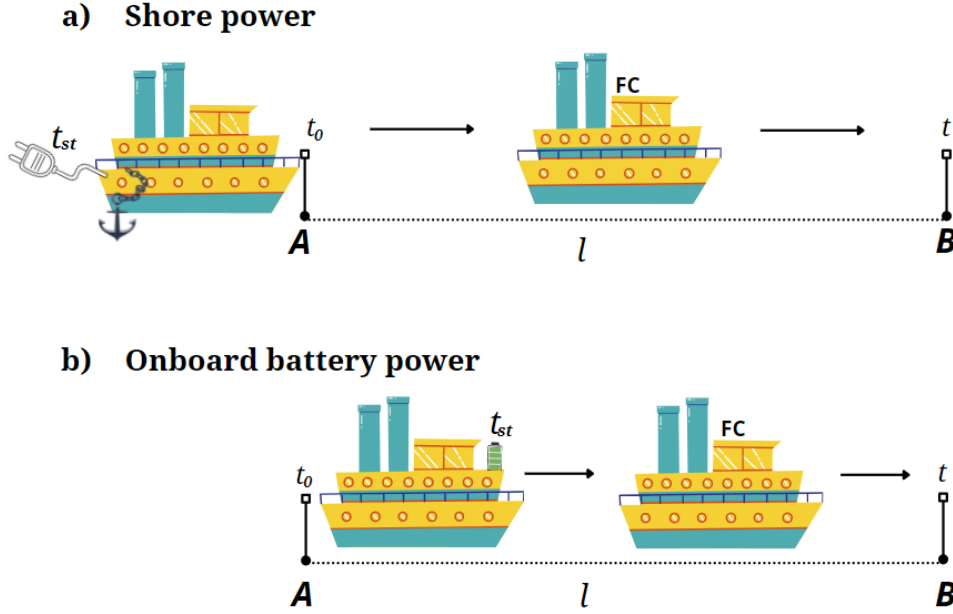 a) Shore power
FC
t_st
t_0
t
A
l
B
b) Onboard battery power
t_st
FC
t_0
t
A
l
B